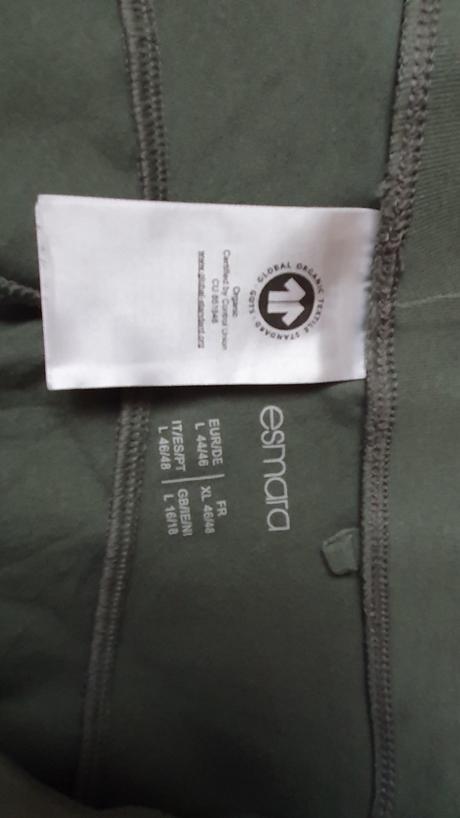 GLOBAL ORGANIC TEXTILE STANDARD · GOTS ·
Organic
Certified by Control Union
CU 861640
www.global-standard.org
esmara
EUR/DE
L 44/46
FR
XL 46/48
IT/ES/PT
L 46/48
GB/IE/NI
L 16/18